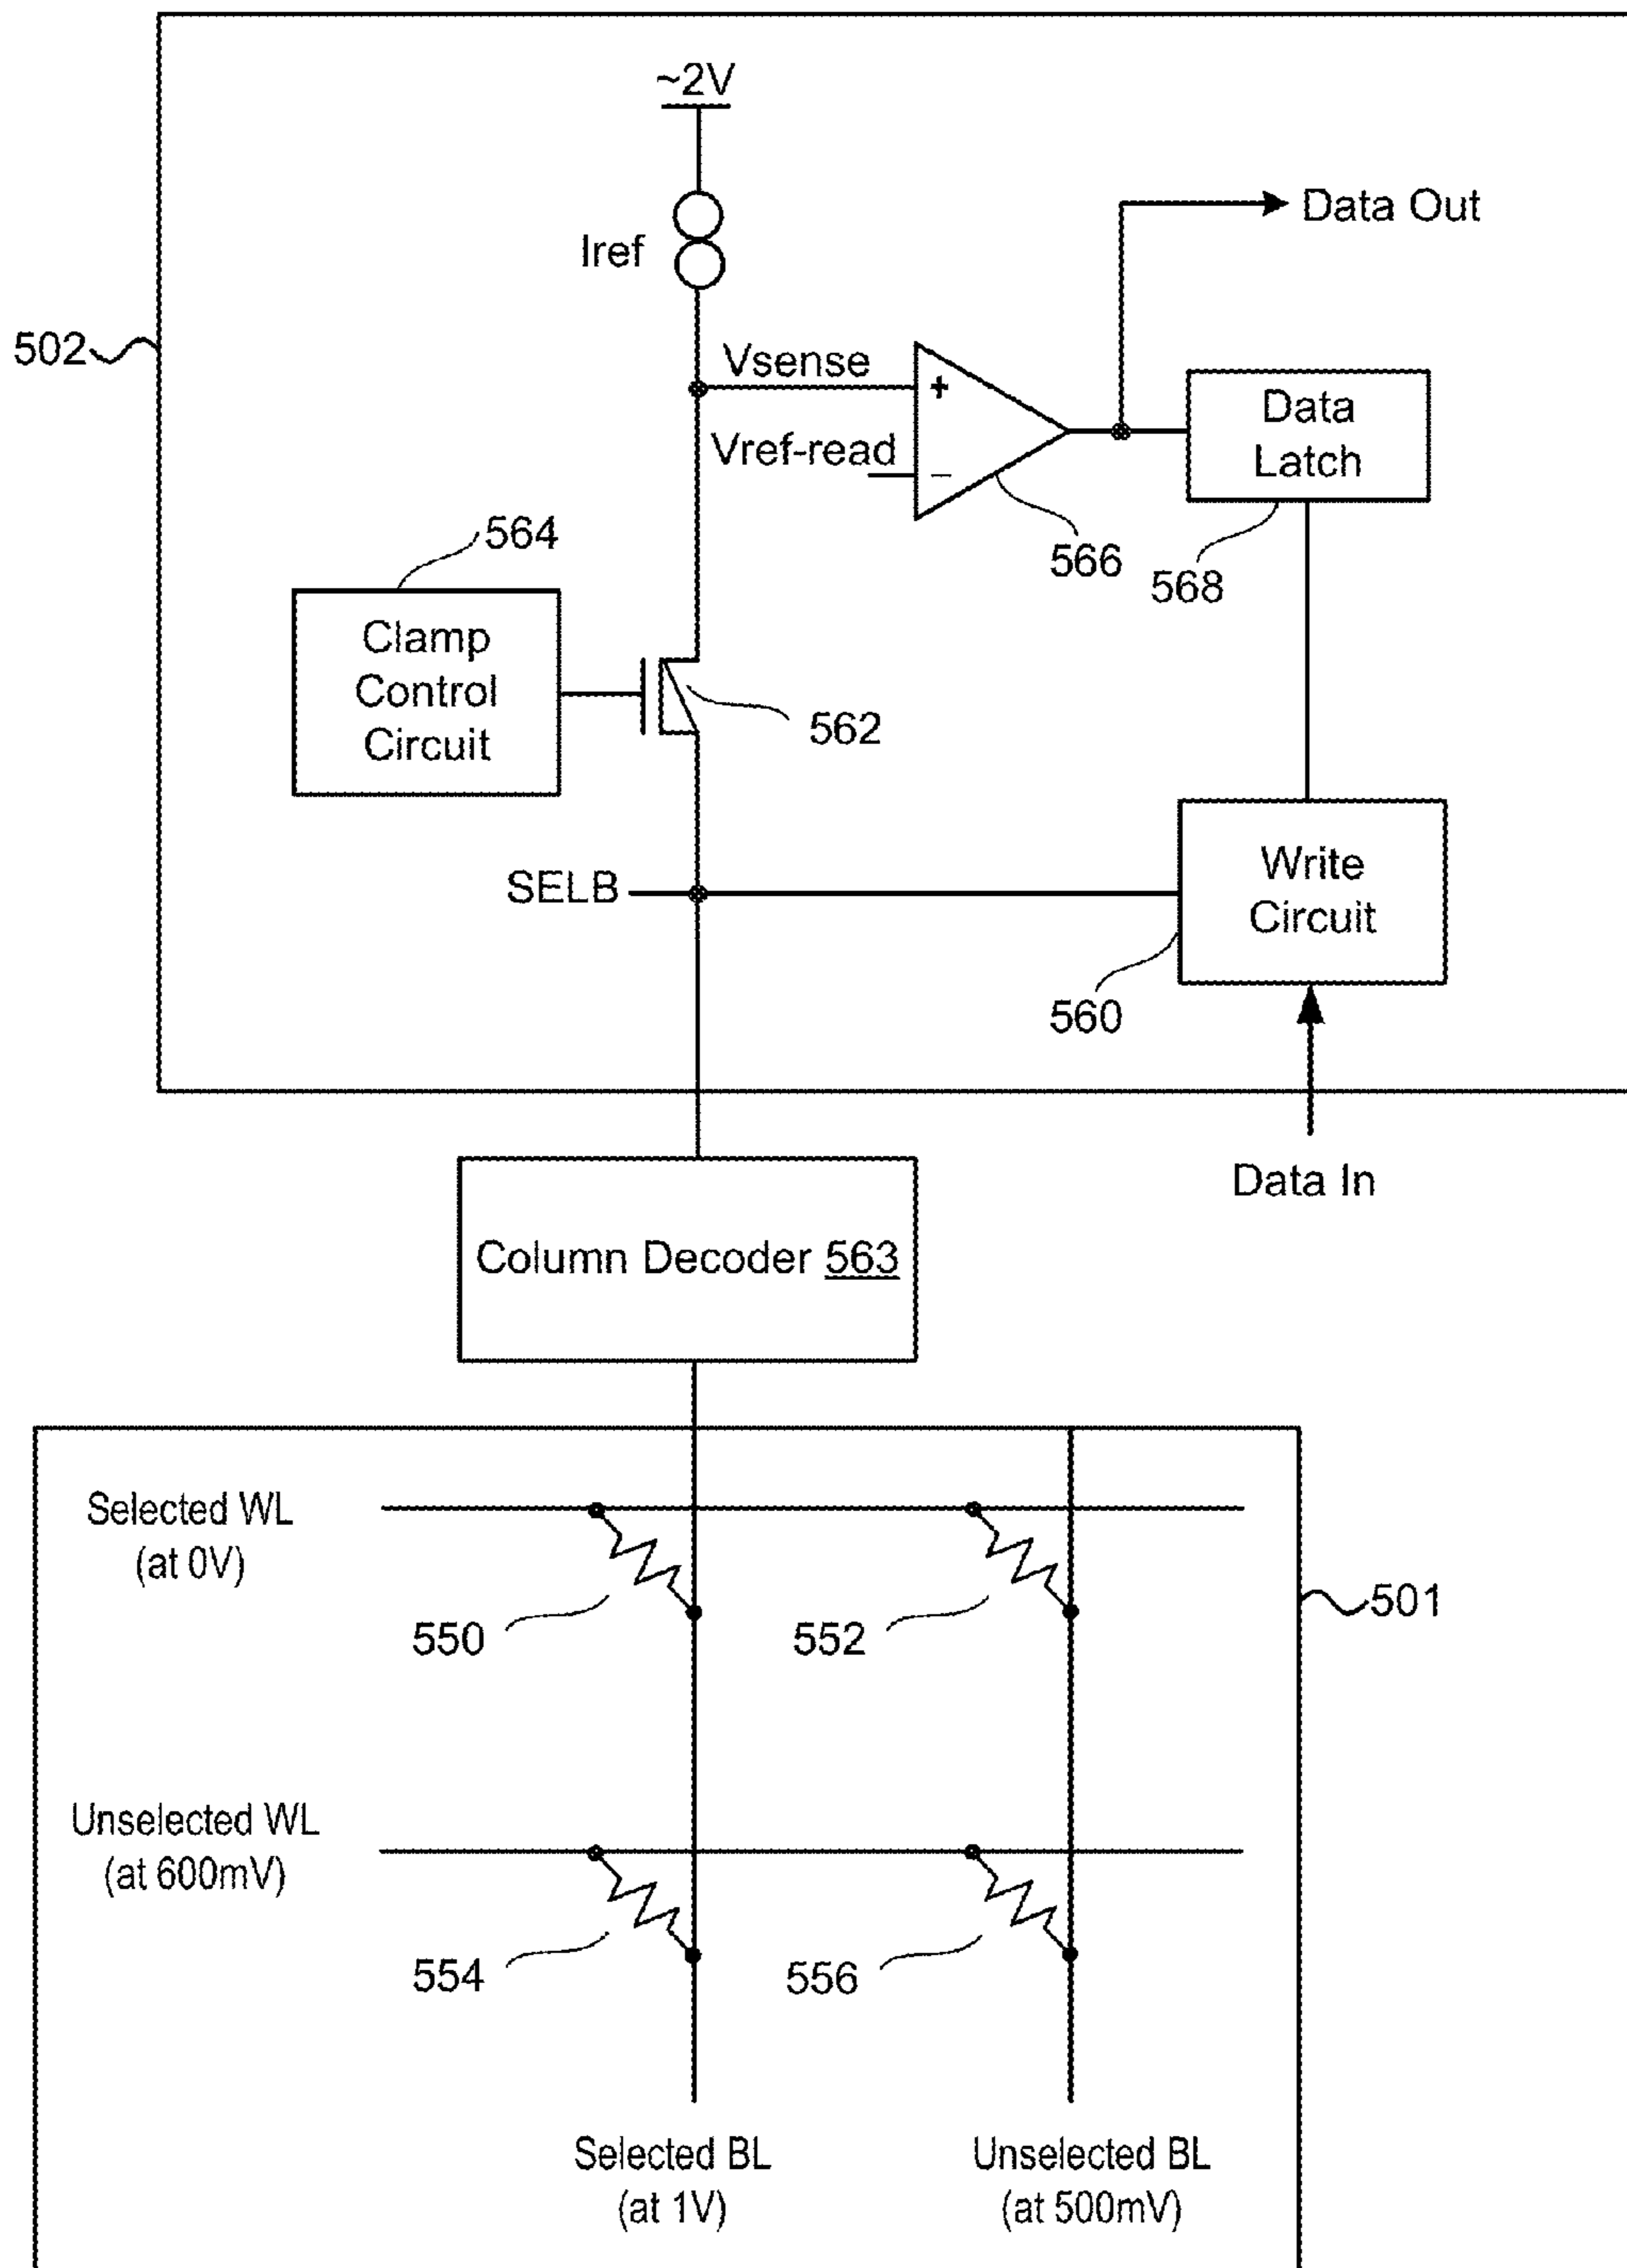 ~2V
Iref
Data Out
502
Vsense
+
Vref-read
−
Data
Latch
566
568
564
Clamp
Control
Circuit
562
SELB
Write
Circuit
560
Data In
Column Decoder 563
Selected WL
(at 0V)
550
552
501
Unselected WL
(at 600mV)
554
556
Selected BL
(at 1V)
Unselected BL
(at 500mV)